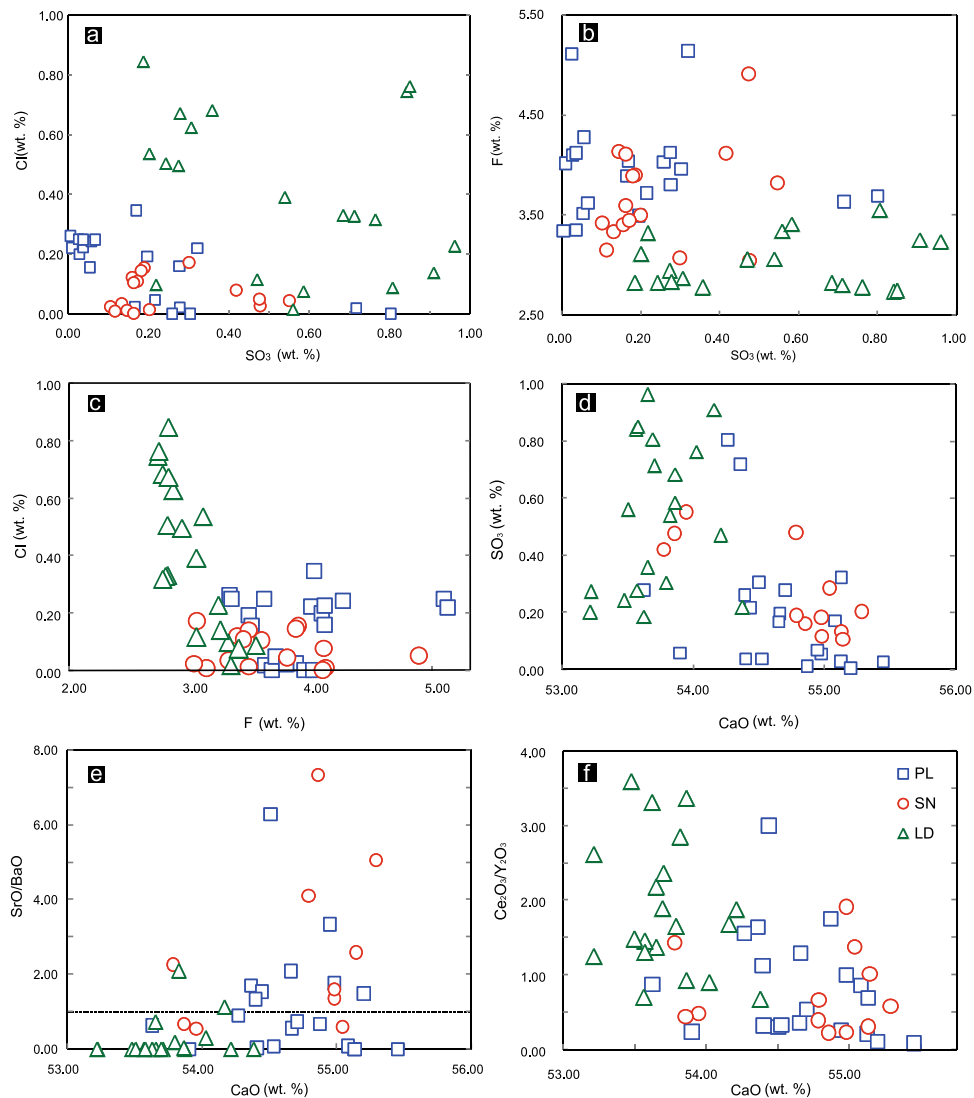 a
1.00
0.80
0.60
0.40
0.20
0.00
Cl(wt. %)
0.00 0.20 0.40 0.60 0.80 1.00
SO₃ (wt. %)
b
5.50
4.50
3.50
2.50
F (wt. %)
0.00 0.20 0.40 0.60 0.80 1.00
SO₃ (wt. %)
c
1.00
0.80
0.60
0.40
0.20
0.00
Cl (wt. %)
2.00 3.00 4.00 5.00
F (wt. %)
d
1.00
0.80
0.60
0.40
0.20
0.00
SO₃ (wt. %)
53.00 54.00 55.00 56.00
CaO (wt. %)
e
8.00
6.00
4.00
2.00
0.00
SrO/BaO
53.00 54.00 55.00 56.00
CaO (wt. %)
f
4.00
3.00
2.00
1.00
0.00
Ce₂O₃/Y₂O₃
53.00 54.00 55.00
CaO (wt. %)
PL
SN
LD